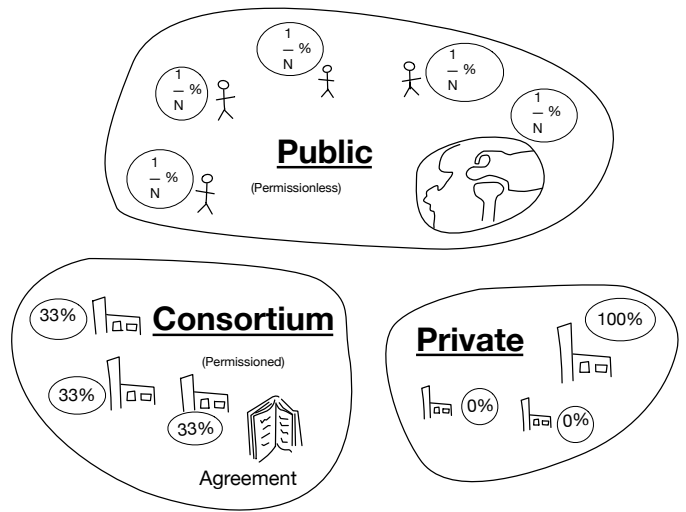 1
— %
N
1
— %
N
1
— %
N
1
— %
N
1
— %
N
Public
(Permissionless)
33%
Consortium
(Permissioned)
33%
33%
Agreement
100%
Private
0%
0%